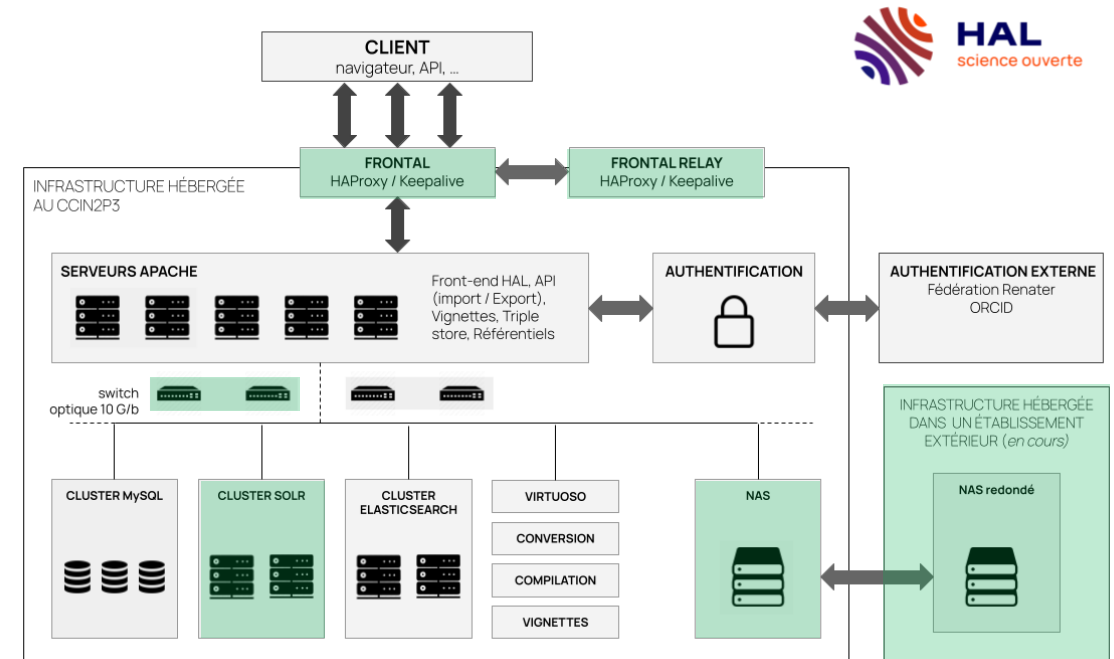 HAL
science ouverte
CLIENT
navigateur, API, ...
FRONTAL
HAProxy / Keepalive
FRONTAL RELAY
HAProxy / Keepalive
INFRASTRUCTURE HÉBERGÉE
AU CCIN2P3
SERVEURS APACHE
Front-end HAL, API
(import / Export),
Vignettes, Triple
store, Référentiels
AUTHENTIFICATION
AUTHENTIFICATION EXTERNE
Fédération Renater
ORCID
switch
optique 10 G/b
INFRASTRUCTURE HÉBERGÉE
DANS UN ÉTABLISSEMENT
EXTÉRIEUR (en cours)
CLUSTER MySQL
CLUSTER SOLR
CLUSTER
ELASTICSEARCH
VIRTUOSO
CONVERSION
COMPILATION
VIGNETTES
NAS
NAS redondé